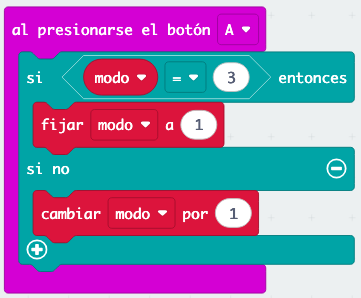 al presionarse el botón A
si modo = 3 entonces
fijar modo a 1
si no
cambiar modo por 1